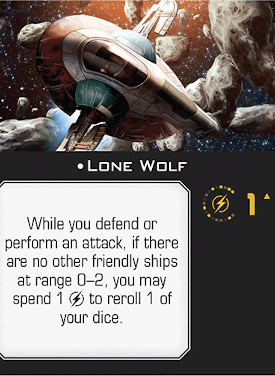 •Lone Wolf
1
While you defend or
perform an attack, if there
are no other friendly ships
at range 0–2, you may
spend 1 to reroll 1 of
your dice.